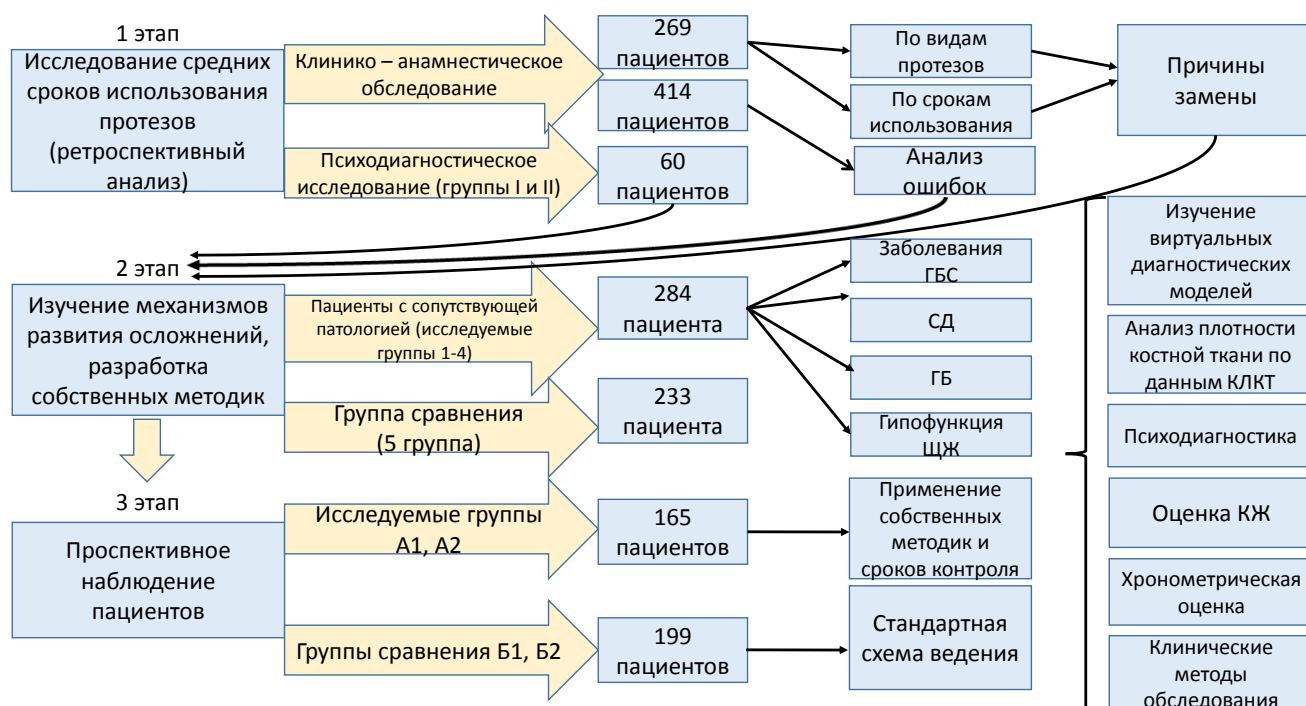 1 этап
Исследование средних
сроков использования
протезов
(ретроспективный
анализ)
Клинико – анамнестическое
обследование
Психодиагностическое
исследование (группы I и II)
269
пациентов
414
пациентов
60
пациентов
По видам
протезов
По срокам
использования
Анализ
ошибок
Причины
замены
2 этап
Изучение механизмов
развития осложнений,
разработка
собственных методик
Пациенты с сопутствующей
патологией (исследуемые
группы 1-4)
Группа сравнения
(5 группа)
284
пациента
233
пациента
Заболевания
ГБС
СД
ГБ
Гипофункция
ЩЖ
3 этап
Проспективное
наблюдение
пациентов
Исследуемые группы
А1, А2
Группы сравнения Б1, Б2
165
пациентов
199
пациентов
Применение
собственных
методик и
сроков контроля
Стандартная
схема ведения
Изучение
виртуальных
диагностических
моделей
Анализ плотности
костной ткани по
данным КЛКТ
Психодиагностика
Оценка КЖ
Хронометрическая
оценка
Клинические
методы
обследования